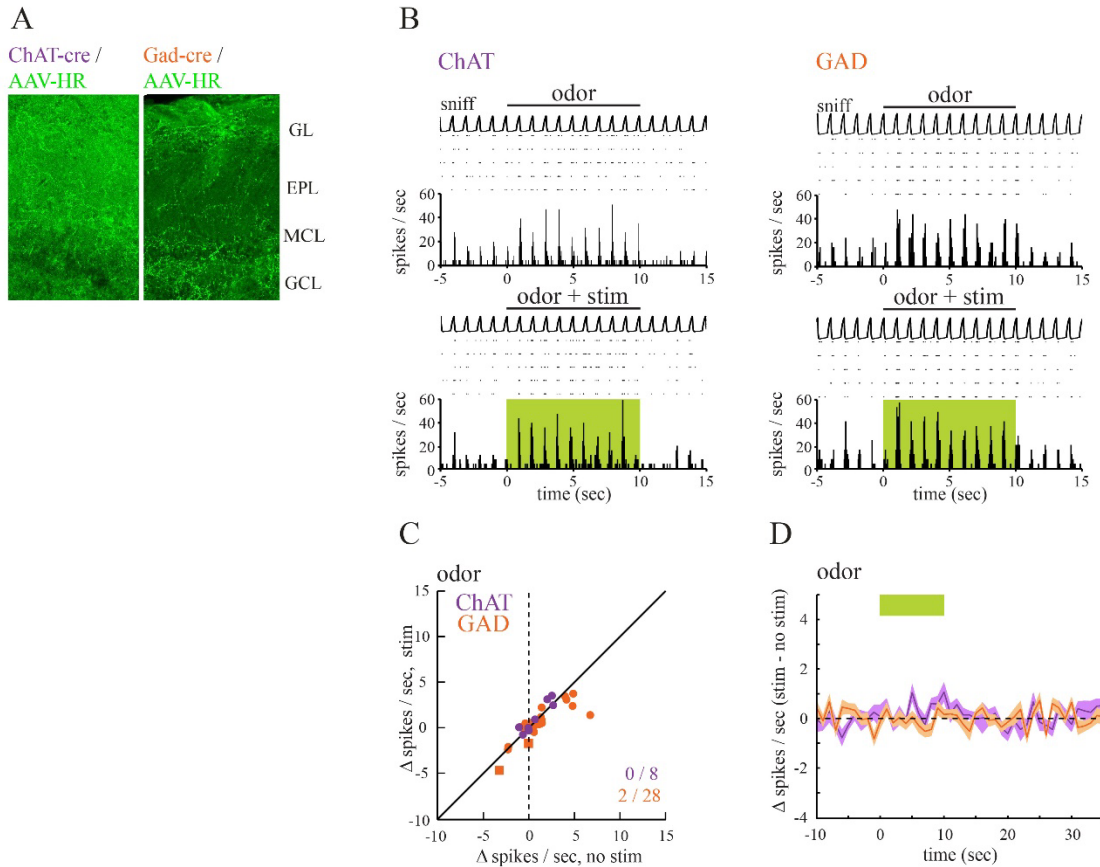 A
ChAT-cre /
AAV-HR
Gad-cre /
AAV-HR
GL
EPL
MCL
GCL
B
ChAT
sniff
odor
60
40
20
0
spikes / sec
-5 0 5 10 15
odor + stim
60
40
20
0
spikes / sec
-5 0 5 10 15
time (sec)
GAD
sniff
odor
60
40
20
0
spikes / sec
-5 0 5 10 15
odor + stim
60
40
20
0
spikes / sec
-5 0 5 10 15
time (sec)
C
odor
ChAT
GAD
15
10
5
0
-5
-10
Δ spikes / sec, stim
0 / 8
2 / 28
-10 -5 0 5 10 15
Δ spikes / sec, no stim
D
odor
4
2
0
-2
-4
Δ spikes / sec (stim - no stim)
-10 0 10 20 30
time (sec)